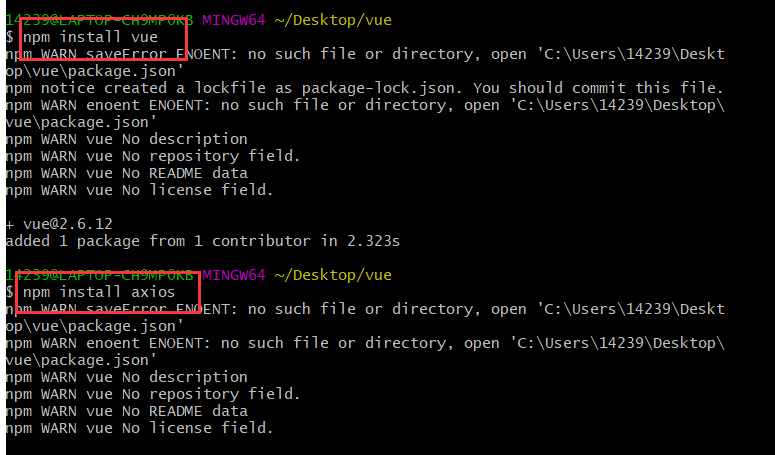 14239@LAPTOP-CH9MP0KB MINGW64 ~/Desktop/vue
$ npm install vue
npm WARN saveError ENOENT: no such file or directory, open 'C:\Users\14239\Deskt
op\vue\package.json'
npm notice created a lockfile as package-lock.json. You should commit this file.
npm WARN enoent ENOENT: no such file or directory, open 'C:\Users\14239\Desktop\
vue\package.json'
npm WARN vue No description
npm WARN vue No repository field.
npm WARN vue No README data
npm WARN vue No license field.
+ vue@2.6.12
added 1 package from 1 contributor in 2.323s
14239@LAPTOP-CH9MP0KB MINGW64 ~/Desktop/vue
$ npm install axios
npm WARN saveError ENOENT: no such file or directory, open 'C:\Users\14239\Deskt
op\vue\package.json'
npm WARN enoent ENOENT: no such file or directory, open 'C:\Users\14239\Desktop\
vue\package.json'
npm WARN vue No description
npm WARN vue No repository field.
npm WARN vue No README data
npm WARN vue No license field.